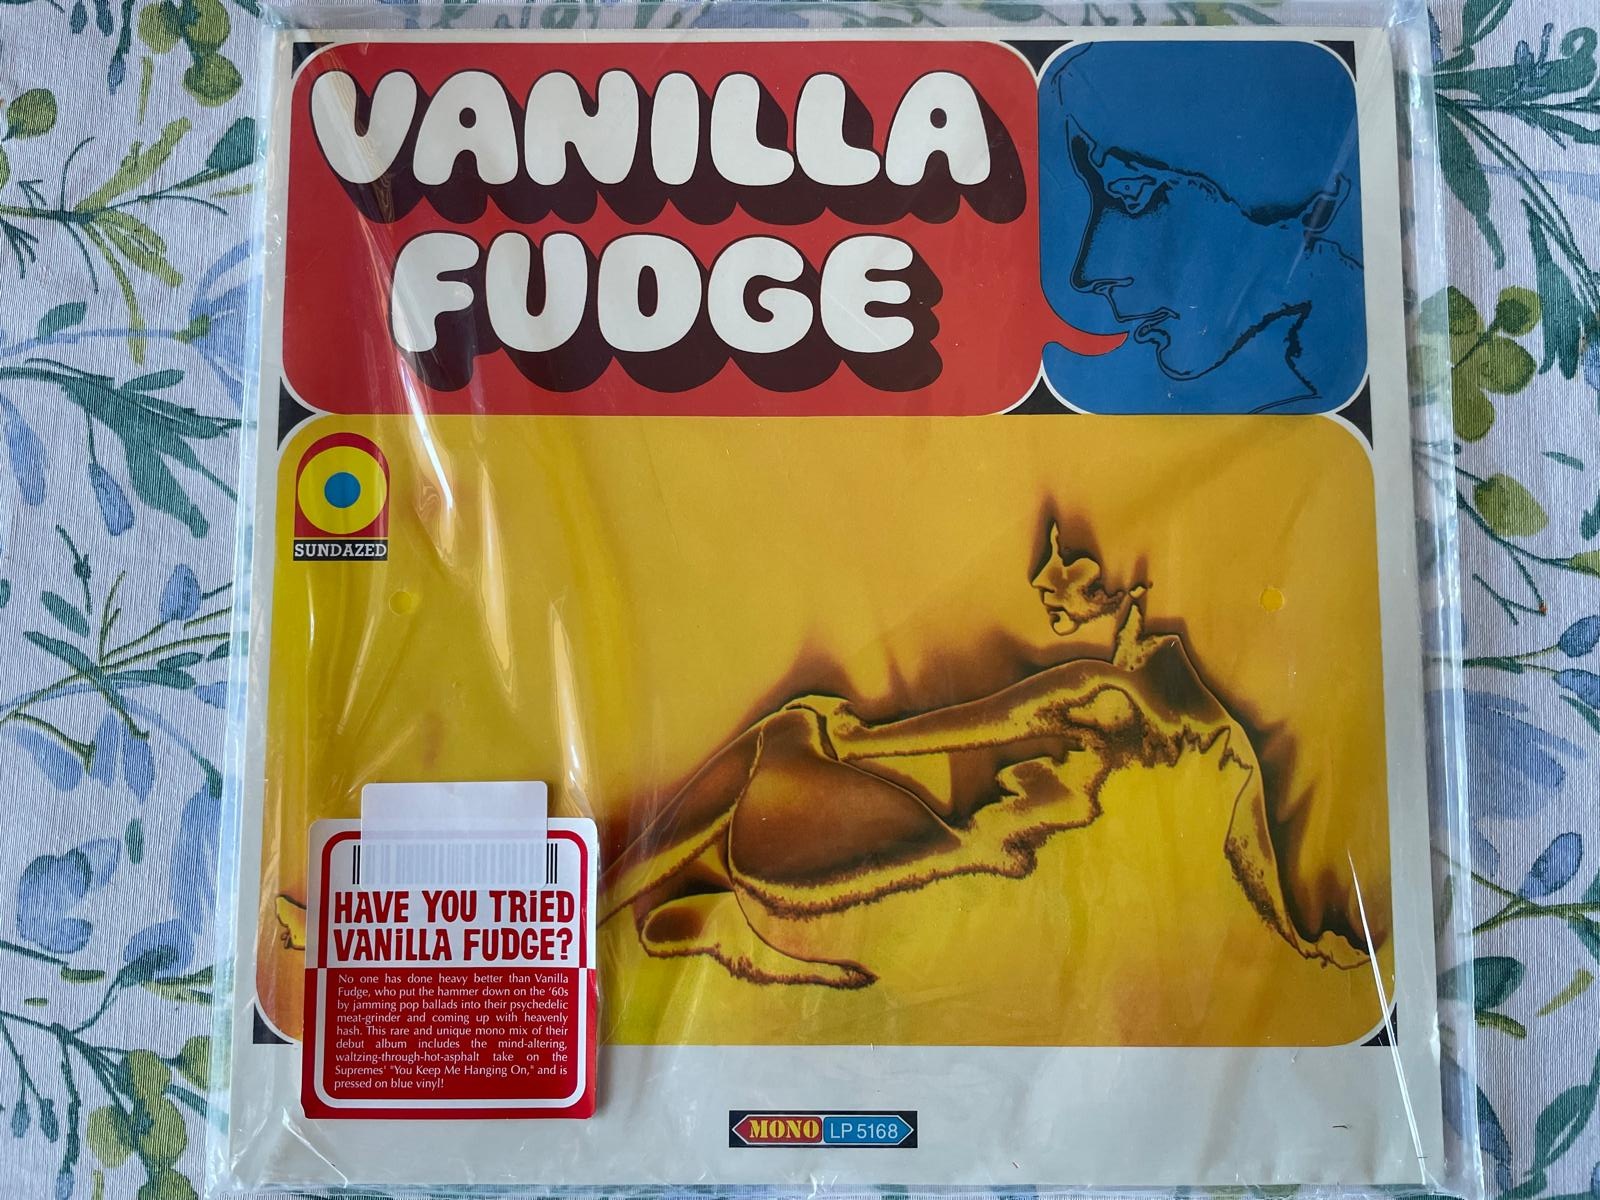 VANILLA
FUDGE
SUNDAZED
HAVE YOU TRiED
VANiLLA FUDGE?
No one has done heavy better than Vanilla
Fudge, who put the hammer down on the '60s
by jamming pop ballads into their psychedelic
meat-grinder and coming up with heavenly
hash. This rare and unique mono mix of their
debut album includes the mind-altering,
waltzing-through-hot-asphalt take on the
Supremes' "You Keep Me Hanging On," and is
pressed on blue vinyl!
MONO LP 5168